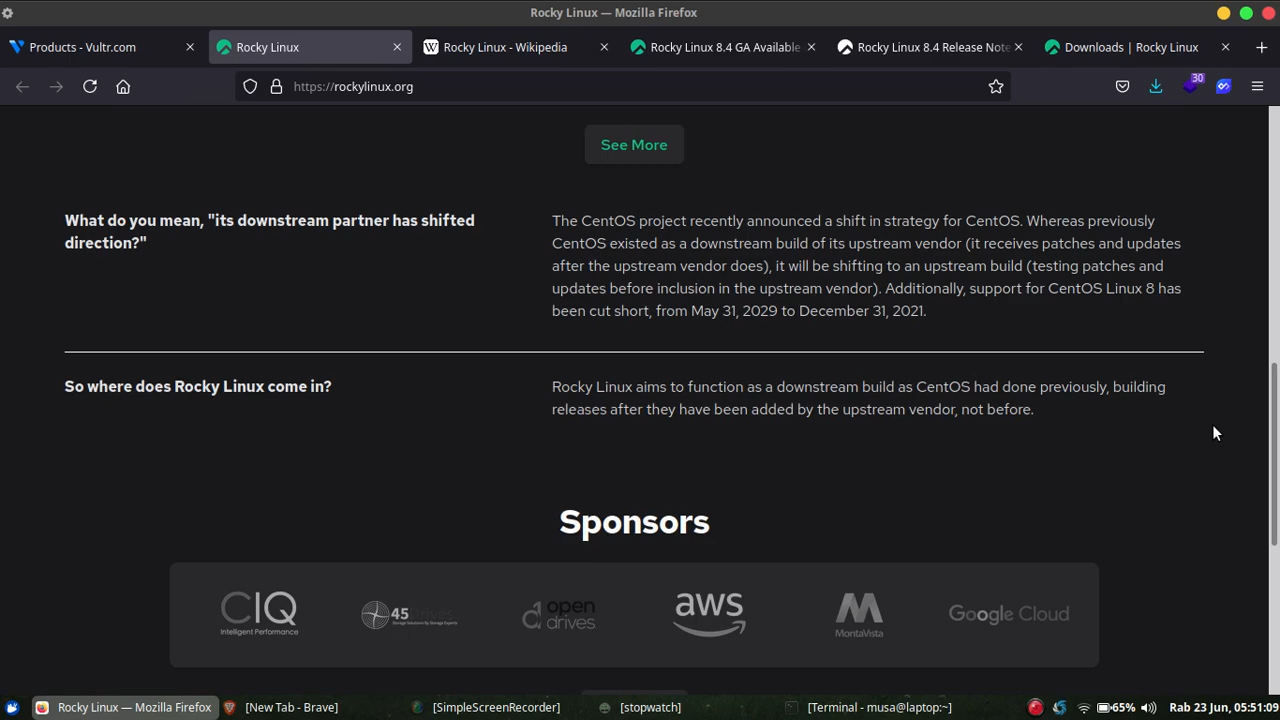 Rocky Linux — Mozilla Firefox
Products - Vultr.com
Rocky Linux
Rocky Linux - Wikipedia
Rocky Linux 8.4 GA Available
Rocky Linux 8.4 Release Note
Downloads | Rocky Linux
https://rockylinux.org
30
See More
What do you mean, "its downstream partner has shifted
direction?"
The CentOS project recently announced a shift in strategy for CentOS. Whereas previously
CentOS existed as a downstream build of its upstream vendor (it receives patches and updates
after the upstream vendor does), it will be shifting to an upstream build (testing patches and
updates before inclusion in the upstream vendor). Additionally, support for CentOS Linux 8 has
been cut short, from May 31, 2029 to December 31, 2021.
So where does Rocky Linux come in?
Rocky Linux aims to function as a downstream build as CentOS had done previously, building
releases after they have been added by the upstream vendor, not before.
Sponsors
CIQ
Intelligent Performance
45 Drives
Storage Solutions By Storage Experts
open
drives
aws
MontaVista
Google Cloud
Rocky Linux — Mozilla Firefox
[New Tab - Brave]
[SimpleScreenRecorder]
[stopwatch]
[Terminal - musa@laptop:~]
65%
Rab 23 Jun, 05:51:09